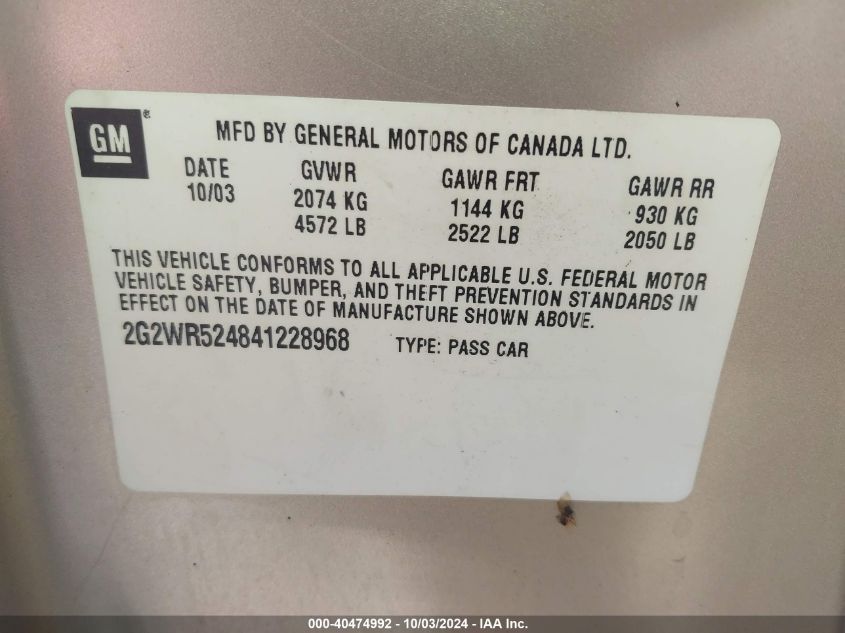 GM®
MFD BY GENERAL MOTORS OF CANADA LTD.
DATE GVWR GAWR FRT GAWR RR
10/03 2074 KG 1144 KG 930 KG
4572 LB 2522 LB 2050 LB
THIS VEHICLE CONFORMS TO ALL APPLICABLE U.S. FEDERAL MOTOR
VEHICLE SAFETY, BUMPER, AND THEFT PREVENTION STANDARDS IN
EFFECT ON THE DATE OF MANUFACTURE SHOWN ABOVE.
2G2WR524841228968 TYPE: PASS CAR
000-40474992 - 10/03/2024 - IAA Inc.